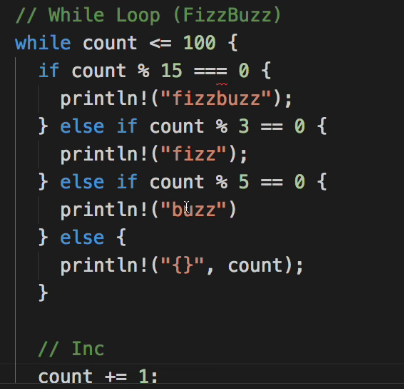 // While Loop (FizzBuzz)
while count <= 100 {
if count % 15 === 0 {
println!("fizzbuzz");
} else if count % 3 == 0 {
println!("fizz");
} else if count % 5 == 0 {
println!("buzz")
} else {
println!("{}", count);
}
// Inc
count += 1;